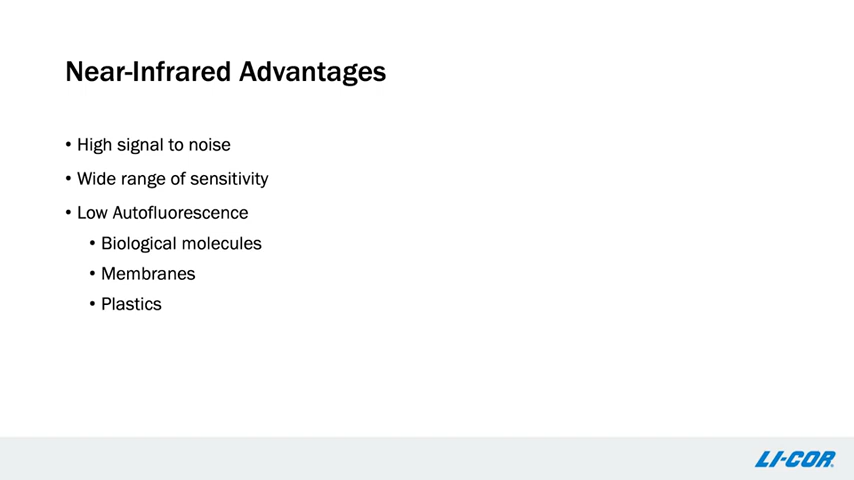 Near-Infrared Advantages
• High signal to noise
• Wide range of sensitivity
• Low Autofluorescence
• Biological molecules
• Membranes
• Plastics
LI-COR®